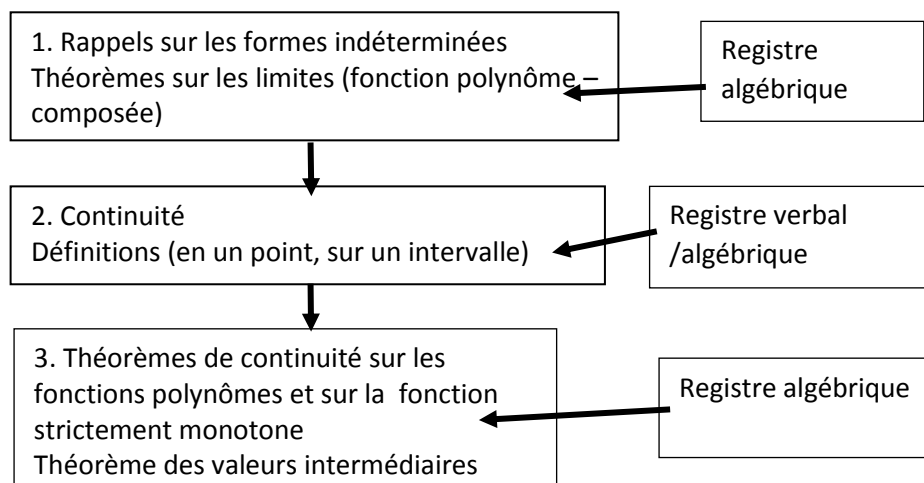 1. Rappels sur les formes indéterminées
Théorèmes sur les limites (fonction polynôme –
composée)
Registre
algébrique
2. Continuité
Définitions (en un point, sur un intervalle)
Registre verbal
/algébrique
3. Théorèmes de continuité sur les
fonctions polynômes et sur la fonction
strictement monotone
Théorème des valeurs intermédiaires
Registre algébrique